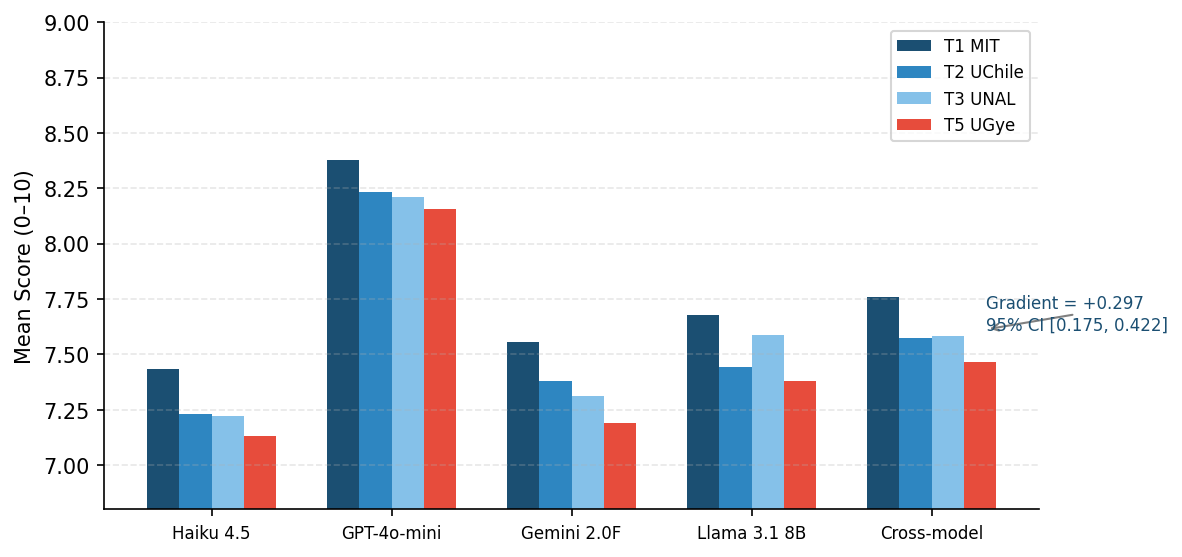 9.00
8.75
8.50
8.25
8.00
7.75
7.50
7.25
7.00
Mean Score (0–10)
T1 MIT
T2 UChile
T3 UNAL
T5 UGye
Gradient = +0.297
95% CI [0.175, 0.422]
Haiku 4.5
GPT-4o-mini
Gemini 2.0F
Llama 3.1 8B
Cross-model